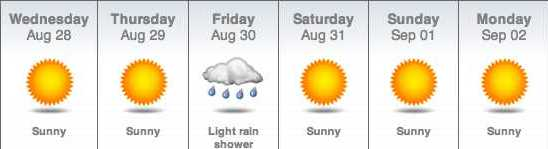 Wednesday
Aug 28
Sunny
Thursday
Aug 29
Sunny
Friday
Aug 30
Light rain
shower
Saturday
Aug 31
Sunny
Sunday
Sep 01
Sunny
Monday
Sep 02
Sunny